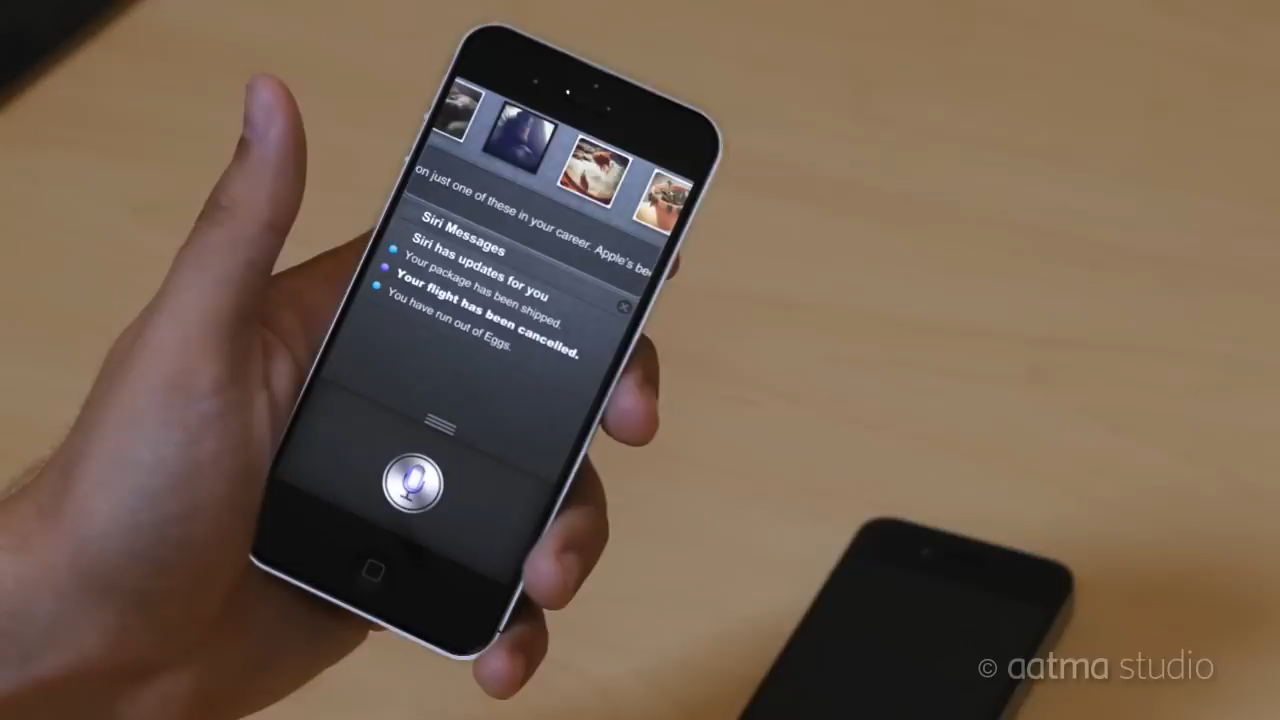 on just one of these in your career. Apple's be
Siri Messages
Siri has updates for you
Your package has been shipped.
Your flight has been cancelled.
You have run out of Eggs.
© aatma studio